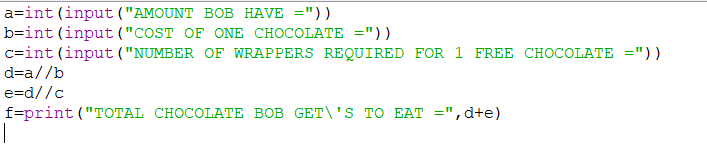 a=int(input("AMOUNT BOB HAVE ="))
b=int(input("COST OF ONE CHOCOLATE ="))
c=int(input("NUMBER OF WRAPPERS REQUIRED FOR 1 FREE CHOCOLATE ="))
d=a//b
e=d//c
f=print("TOTAL CHOCOLATE BOB GET\'S TO EAT =",d+e)